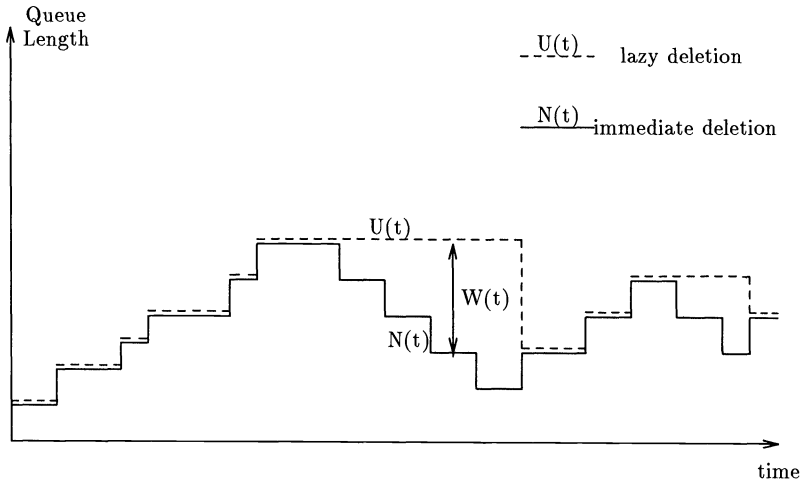 Queue
Length
U(t)
lazy deletion
N(t)
immediate deletion
U(t)
W(t)
N(t)
time